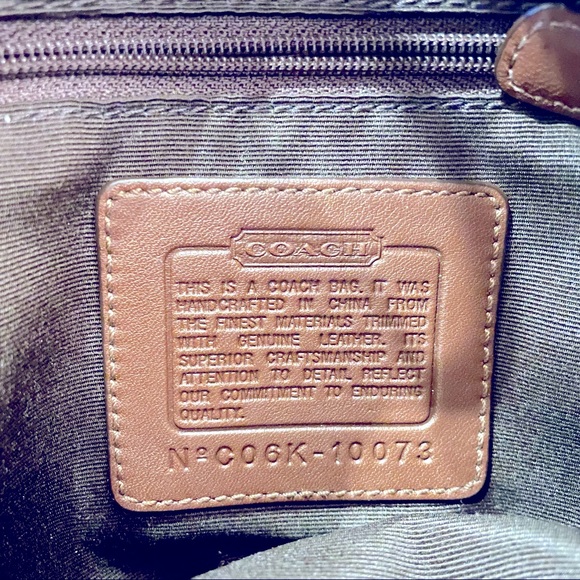 COACH
THIS IS A COACH BAG. IT WAS
HANDCRAFTED IN CHINA FROM
THE FINEST MATERIALS TRIMMED
WITH GENUINE LEATHER. ITS
SUPERIOR CRAFTSMANSHIP AND
ATTENTION TO DETAIL REFLECT
OUR COMMITMENT TO ENDURING
QUALITY.
Nº C06K-10073